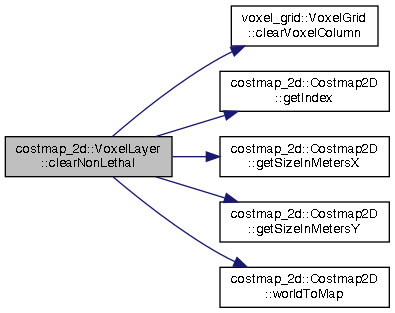 voxel_grid::VoxelGrid
::clearVoxelColumn
costmap_2d::Costmap2D
::getIndex
costmap_2d::VoxelLayer
::clearNonLethal
costmap_2d::Costmap2D
::getSizeInMetersX
costmap_2d::Costmap2D
::getSizeInMetersY
costmap_2d::Costmap2D
::worldToMap